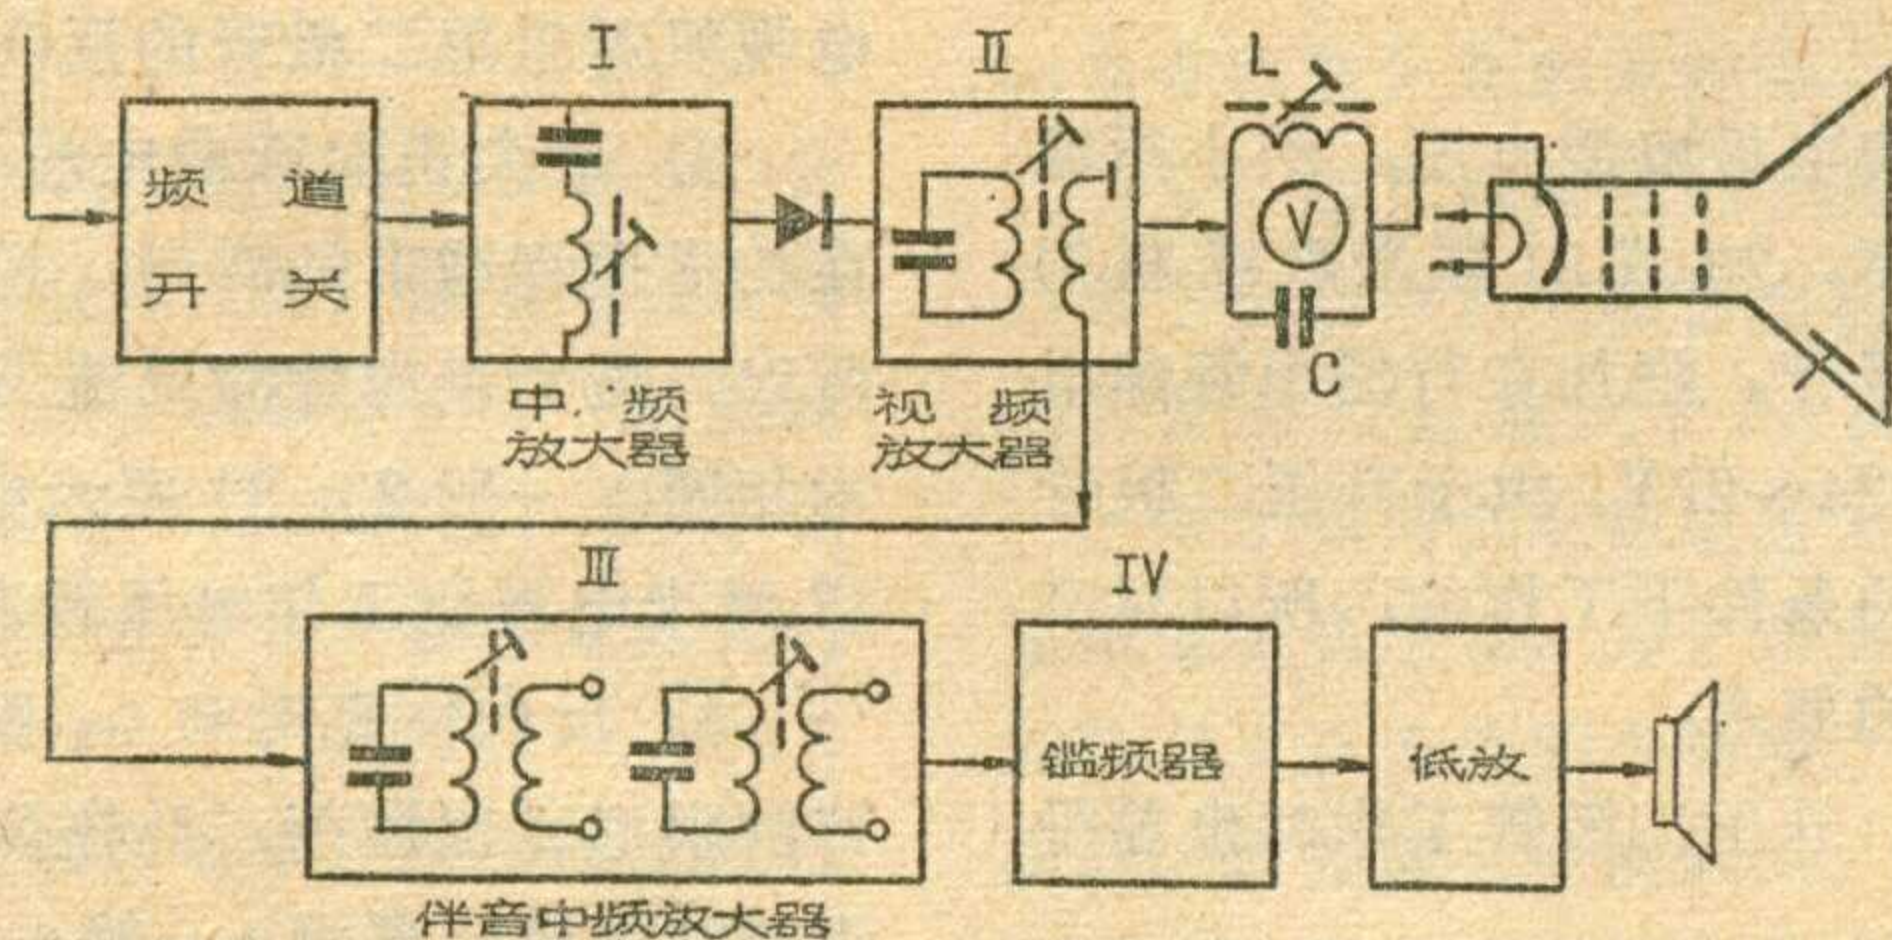 I
II
L
频 道
开 关
V
中 频
放大器
视 频
放大器
C
III
IV
鑑频器
低放
伴音中频放大器